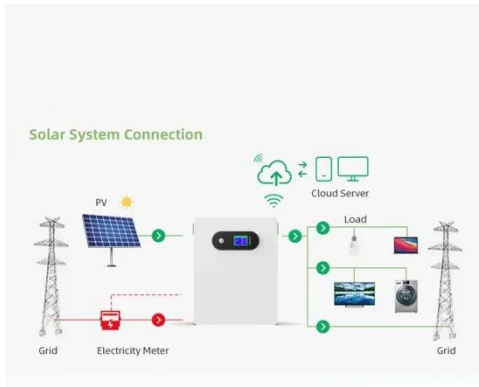 Solar System Connection
Cloud Server
PV
Load
Grid
Electricity Meter
Grid